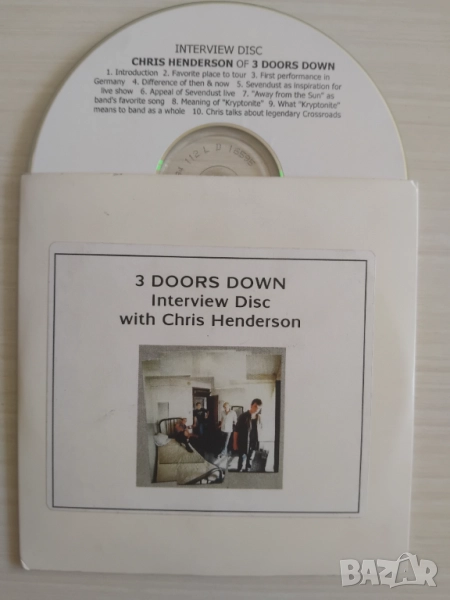 INTERVIEW DISC
CHRIS HENDERSON OF 3 DOORS DOWN
1. Introduction 2. Favorite place to tour 3. First performance in
Germany 4. Difference of then & now 5. Sevendust as inspiration for
live show 6. Appeal of Sevendust live 7. "Away from the Sun" as
band's favorite song 8. Meaning of "Kryptonite" 9. What "Kryptonite"
means to band as a whole 10. Chris talks about legendary Crossroads
3 DOORS DOWN
Interview Disc
with Chris Henderson
BAZAR